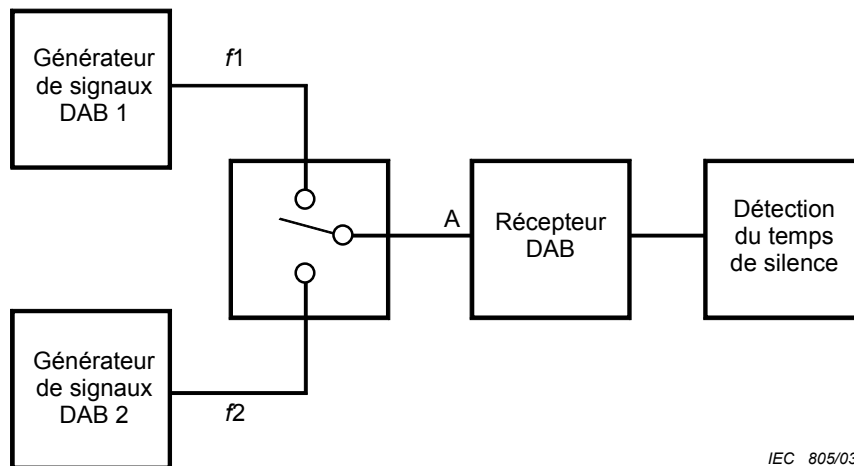 Générateur
de signaux
DAB 1
f1
A
Récepteur
DAB
Détection
du temps
de silence
Générateur
de signaux
DAB 2
f2
IEC 805/03